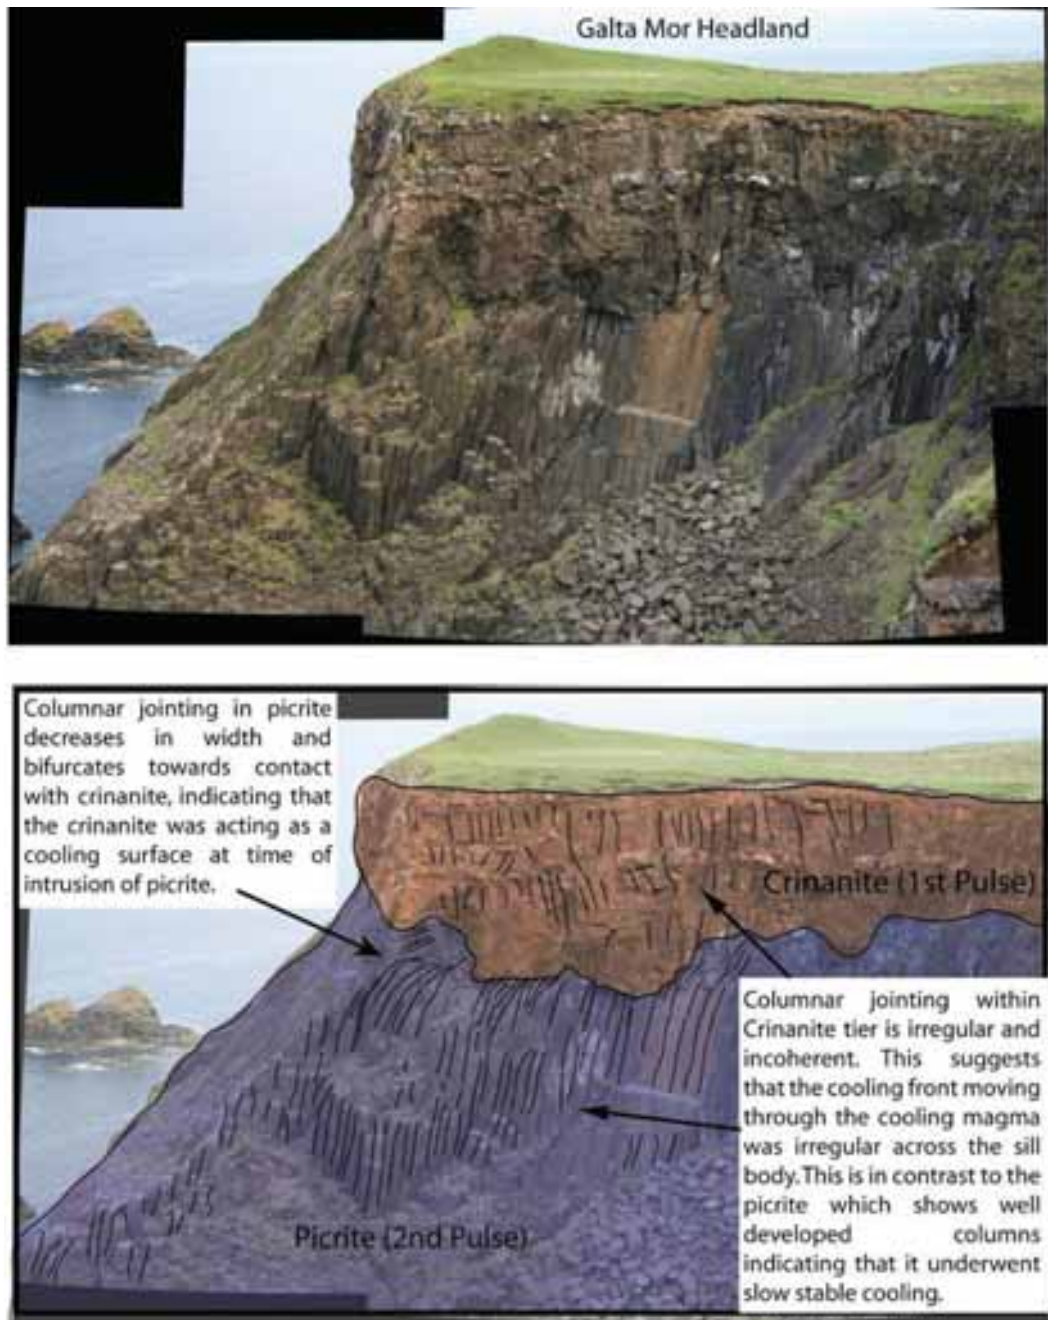 Galta Mor Headland
Columnar jointing in picrite
decreases in width and
bifurcates towards contact
with crinanite, indicating that
the crinanite was acting as a
cooling surface at time of
intrusion of picrite.
Crinanite (1st Pulse)
Columnar jointing within
Crinanite tier is irregular and
incoherent. This suggests
that the cooling front moving
through the cooling magma
was irregular across the sill
body. This is in contrast to the
picrite which shows well
developed columns
indicating that it underwent
slow stable cooling.
Picrite (2nd Pulse)